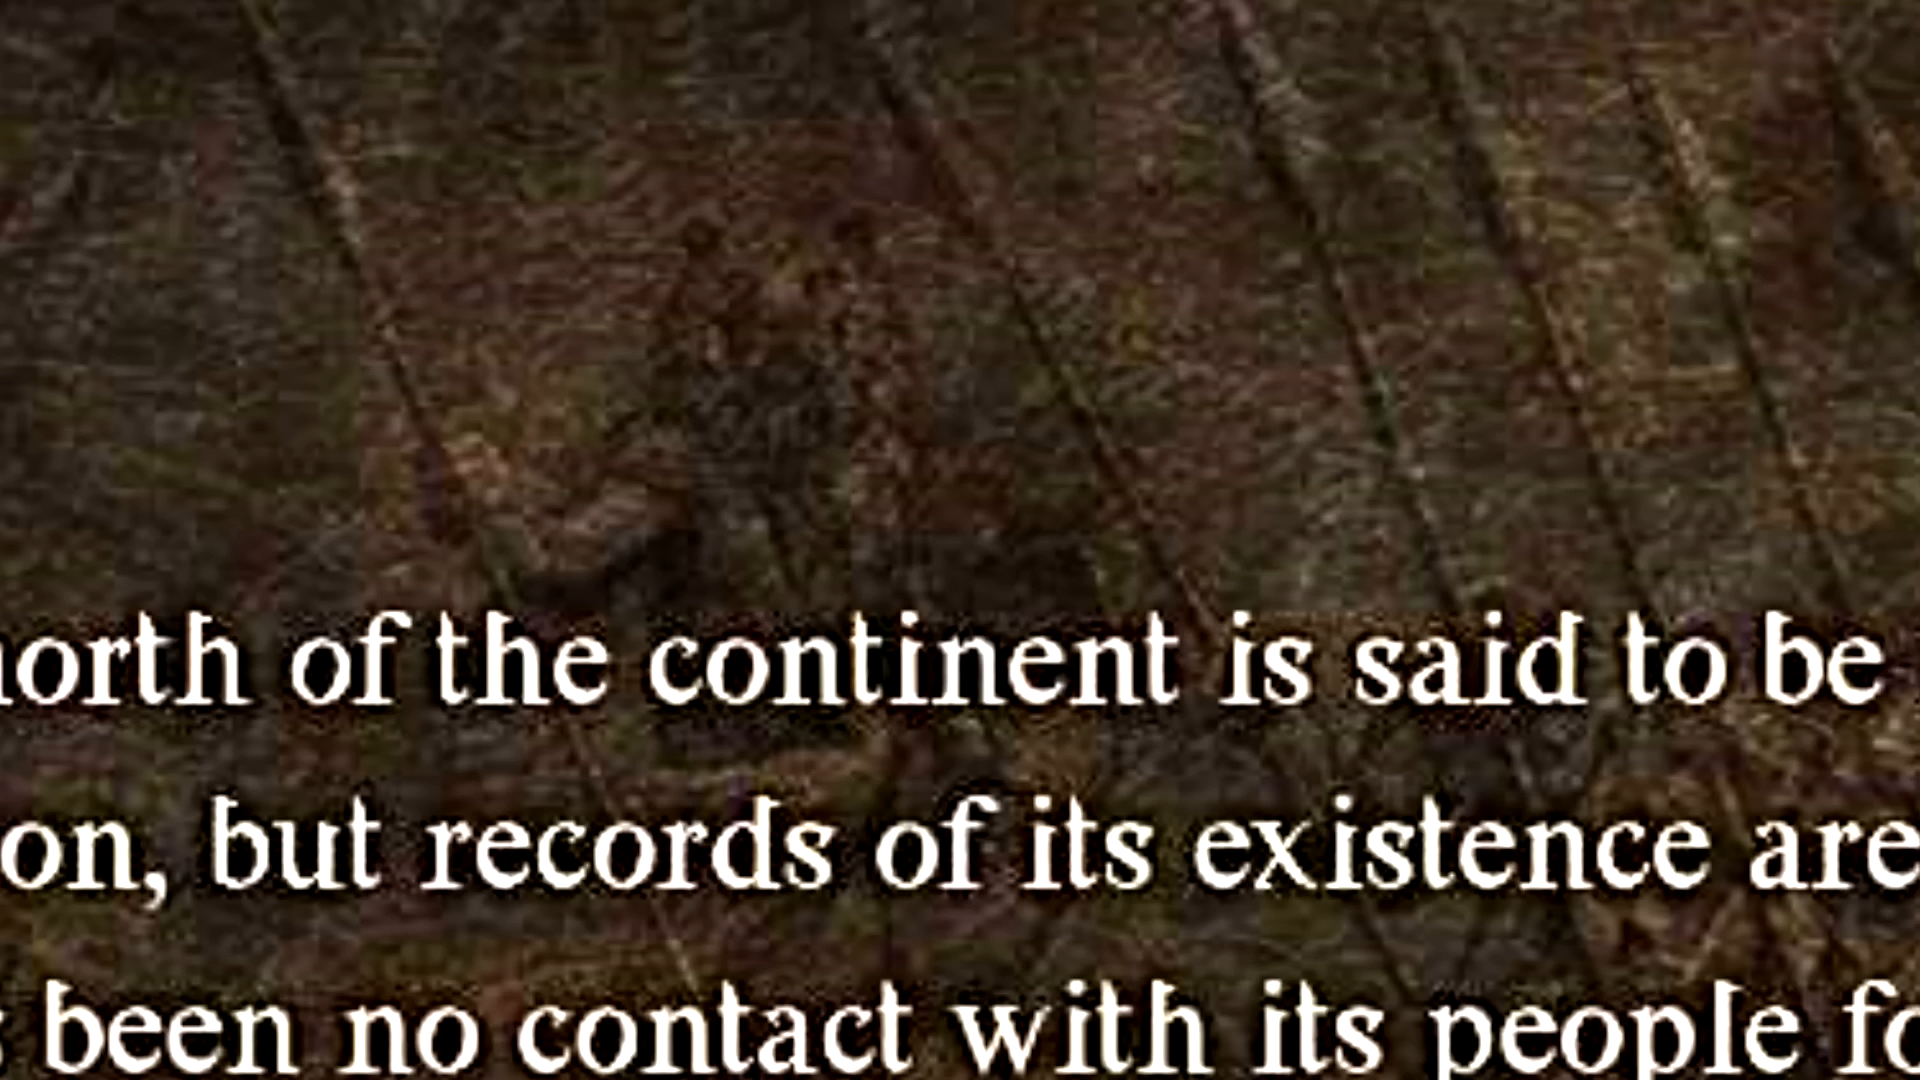 north of the continent is said to be
on, but records of its existence are
been no contact with its people